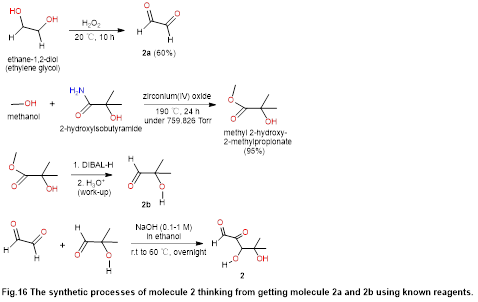 HO
OH
H
H
ethane-1,2-diol
(ethylene glycol)
H₂O₂
20 ℃, 10 h
O
O
H
H
2a (60%)
OH
methanol
+
H₂N
O
OH
2-hydroxylsobutyramide
zirconium(IV) oxide
190 ℃, 24 h
under 759.826 Torr
O
O
OH
methyl 2-hydroxy-
2-methylpropionate
(95%)
O
O
OH
1. DIBAL-H
2. H₃O⁺
(work-up)
H
O
O
H
2b
O
O
H
H
+
H
O
O
H
NaOH (0.1-1 M)
in ethanol
r.t to 60 ℃, overnight
O
H
O
H
O
OH
2
Fig.16 The synthetic processes of molecule 2 thinking from getting molecule 2a and 2b using known reagents.